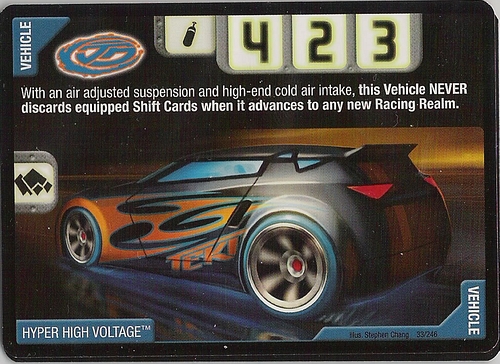 VEHICLE
4 2 3
With an air adjusted suspension and high-end cold air intake, this Vehicle NEVER
discards equipped Shift Cards when it advances to any new Racing Realm.
TEKU
HYPER HIGH VOLTAGE™
Illus. Stephen Chang 33/246
VEHICLE